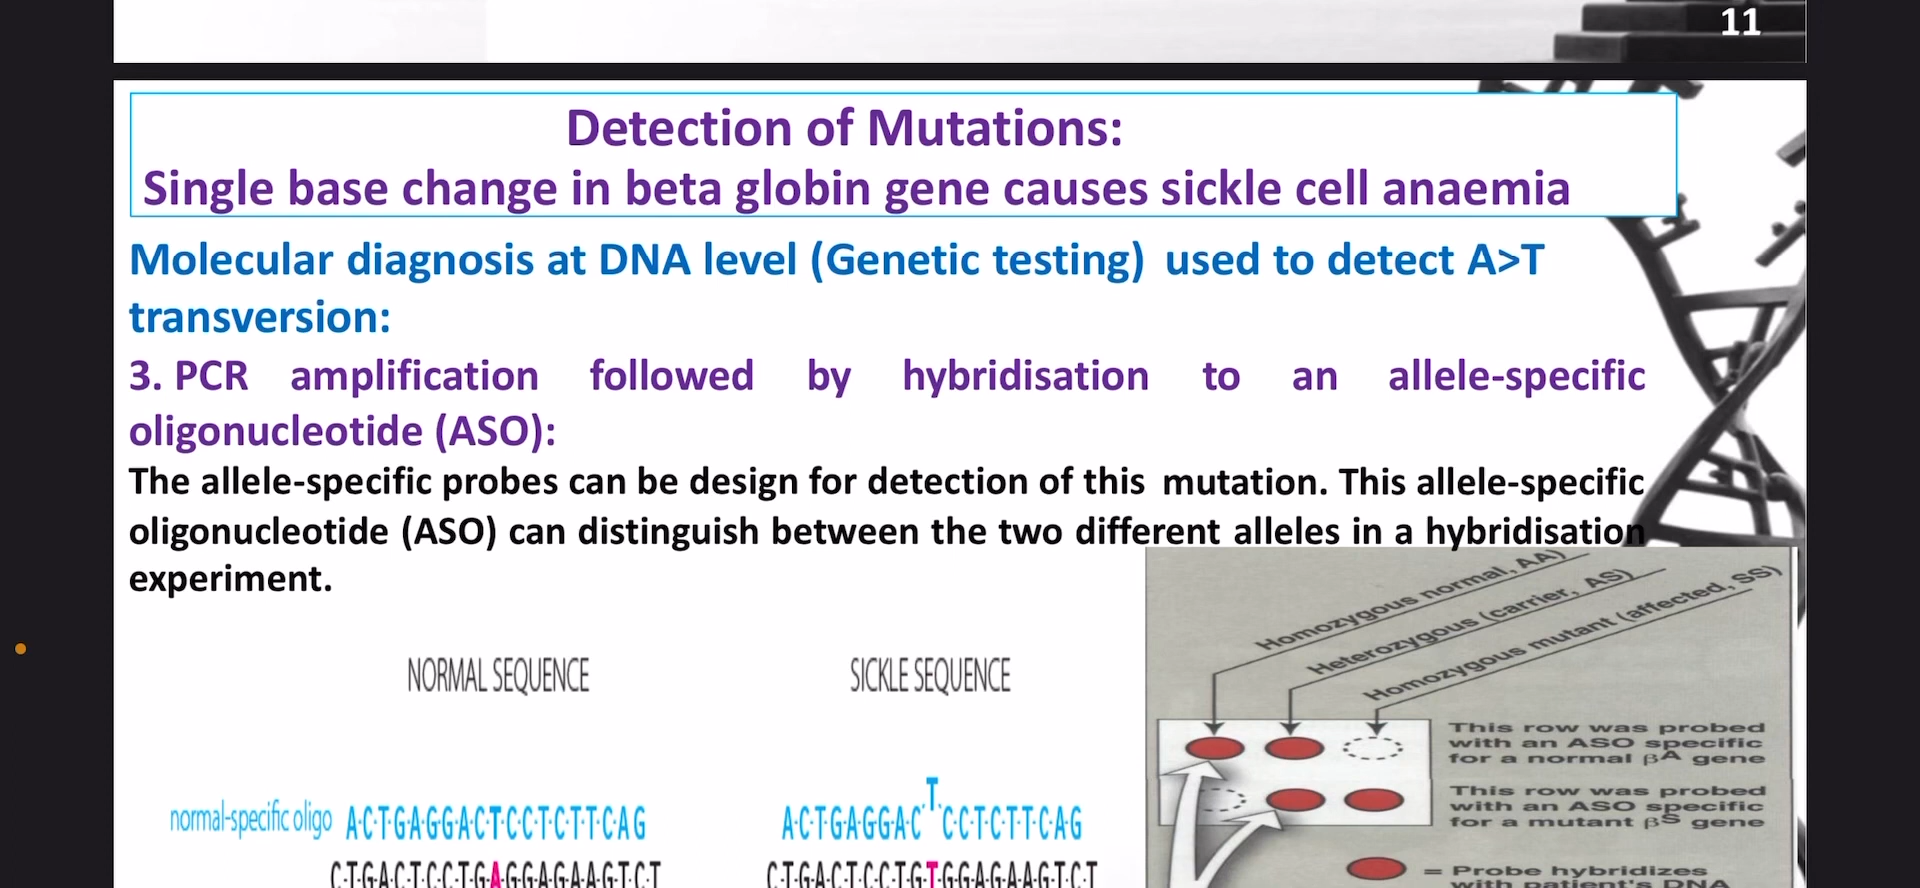 11
Detection of Mutations:
Single base change in beta globin gene causes sickle cell anaemia
Molecular diagnosis at DNA level (Genetic testing) used to detect A>T
transversion:
3. PCR amplification followed by hybridisation to an allele-specific
oligonucleotide (ASO):
The allele-specific probes can be design for detection of this mutation. This allele-specific
oligonucleotide (ASO) can distinguish between the two different alleles in a hybridisation
experiment.
Homozygous normal, AA)
Heterozygous (carrier, AS)
Homozygous mutant (affected, SS)
NORMAL SEQUENCE
SICKLE SEQUENCE
This row was probed
with an ASO specific
for a normal βA gene
This row was probed
with an ASO specific
for a mutant βS gene
normal-specific oligo
A·C·T·G·A·G·G·A·C·T·C·C·T·C·T·T·C·A·G
T
A·C·T·G·A·G·G·A·C C·C·T·C·T·T·C·A·G
C·T·G·A·C·T·C·C·T·G·A·G·G·A·G·A·A·G·T·C·T
C·T·G·A·C·T·C·C·T·G·T·G·G·A·G·A·A·G·T·C·T
= Probe hybridizes
with patient's DNA